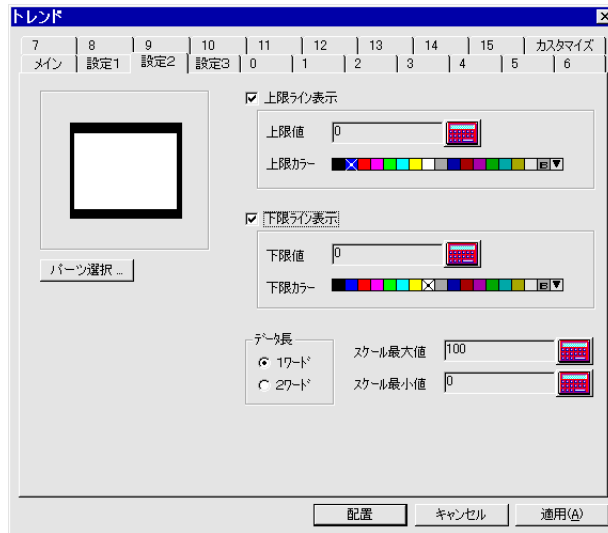 トレンド
7 8 9 10 11 12 13 14 15 カスタマイズ
メイン 設定1 設定2 設定3 0 1 2 3 4 5 6
上限ライン表示
上限値 0
上限カラー B
下限ライン表示
下限値 0
下限カラー B
パーツ選択 ...
データ長
1ワード
2ワード
スケール最大値 100
スケール最小値 0
配置 キャンセル 適用(A)